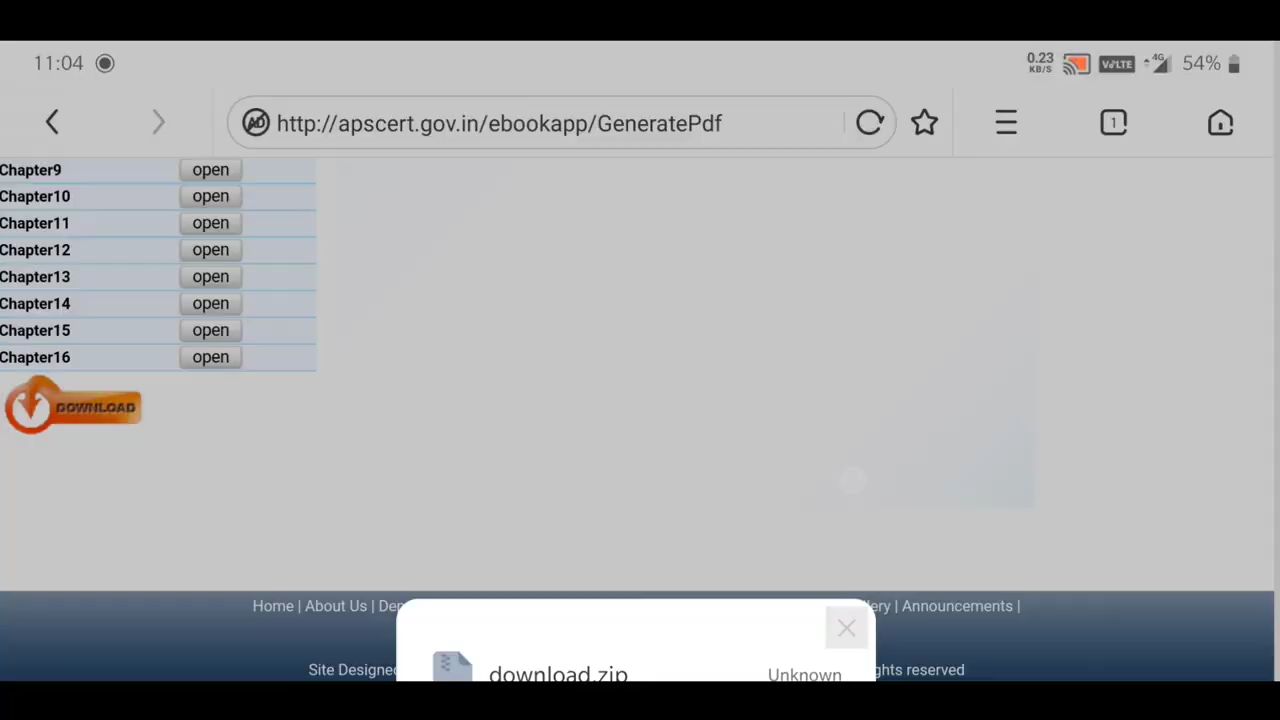 11:04 0.23 KB/S VoLTE 4G 54%
AD http://apscert.gov.in/ebookapp/GeneratePdf 1
Chapter9 open
Chapter10 open
Chapter11 open
Chapter12 open
Chapter13 open
Chapter14 open
Chapter15 open
Chapter16 open
DOWNLOAD
Home | About Us | Announcements |
Site reserved
download.zip Unknown